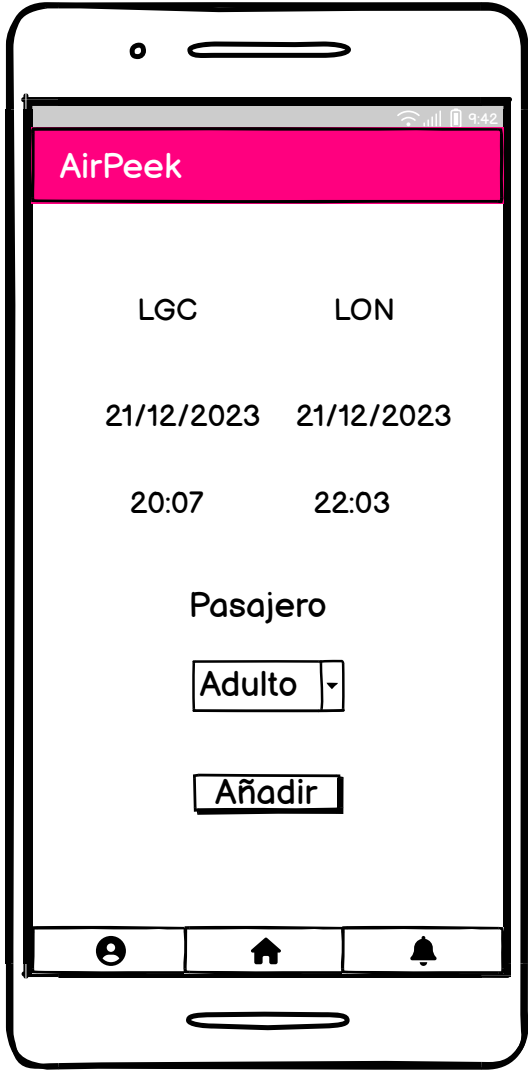 9:42
AirPeek
LGC LON
21/12/2023 21/12/2023
20:07 22:03
Pasajero
Adulto
Añadir